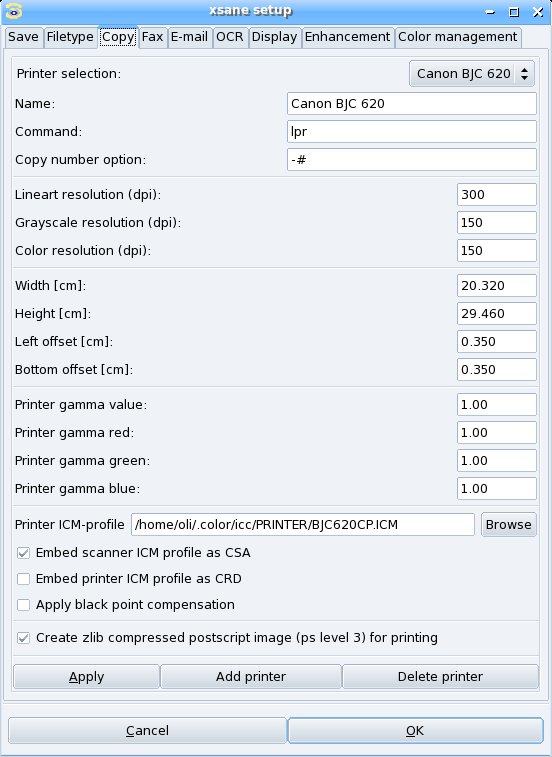 xsane setup
Save Filetype Copy Fax E-mail OCR Display Enhancement Color management
Printer selection: Canon BJC 620
Name: Canon BJC 620
Command: lpr
Copy number option: -#
Lineart resolution (dpi): 300
Grayscale resolution (dpi): 150
Color resolution (dpi): 150
Width [cm]: 20.320
Height [cm]: 29.460
Left offset [cm]: 0.350
Bottom offset [cm]: 0.350
Printer gamma value: 1.00
Printer gamma red: 1.00
Printer gamma green: 1.00
Printer gamma blue: 1.00
Printer ICM-profile /home/oli/.color/icc/PRINTER/BJC620CP.ICM Browse
Embed scanner ICM profile as CSA
Embed printer ICM profile as CRD
Apply black point compensation
Create zlib compressed postscript image (ps level 3) for printing
Apply Add printer Delete printer
Cancel OK